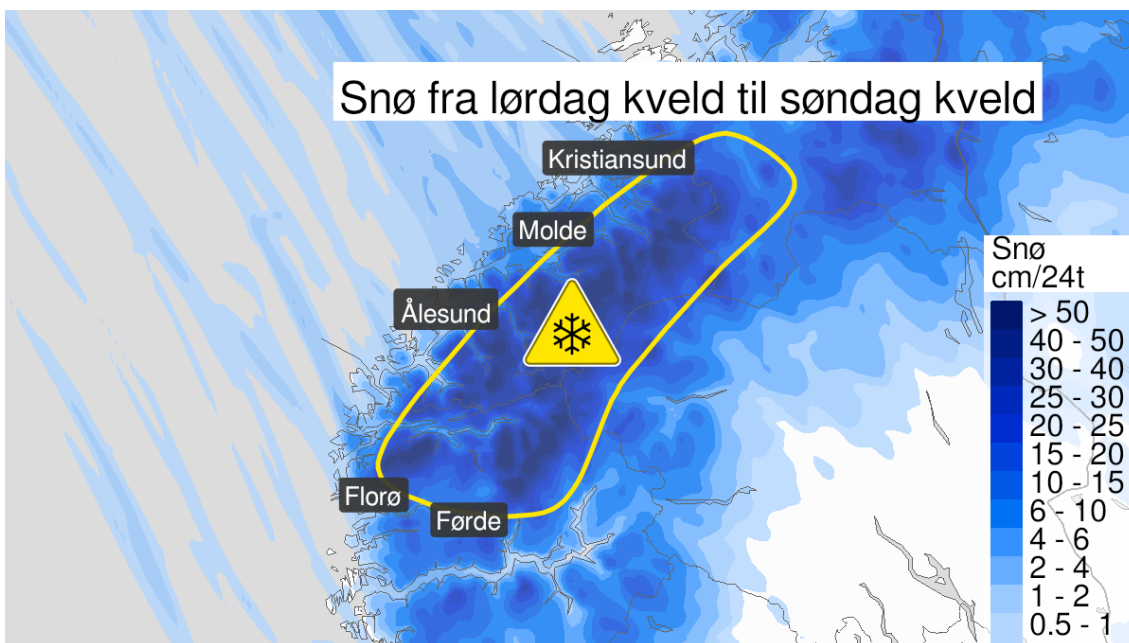 Snø fra lørdag kveld til søndag kveld
Kristiansund
Molde
Ålesund
Florø
Førde
Snø
cm/24t
> 50
40 - 50
30 - 40
25 - 30
20 - 25
15 - 20
10 - 15
6 - 10
4 - 6
2 - 4
1 - 2
0.5 - 1